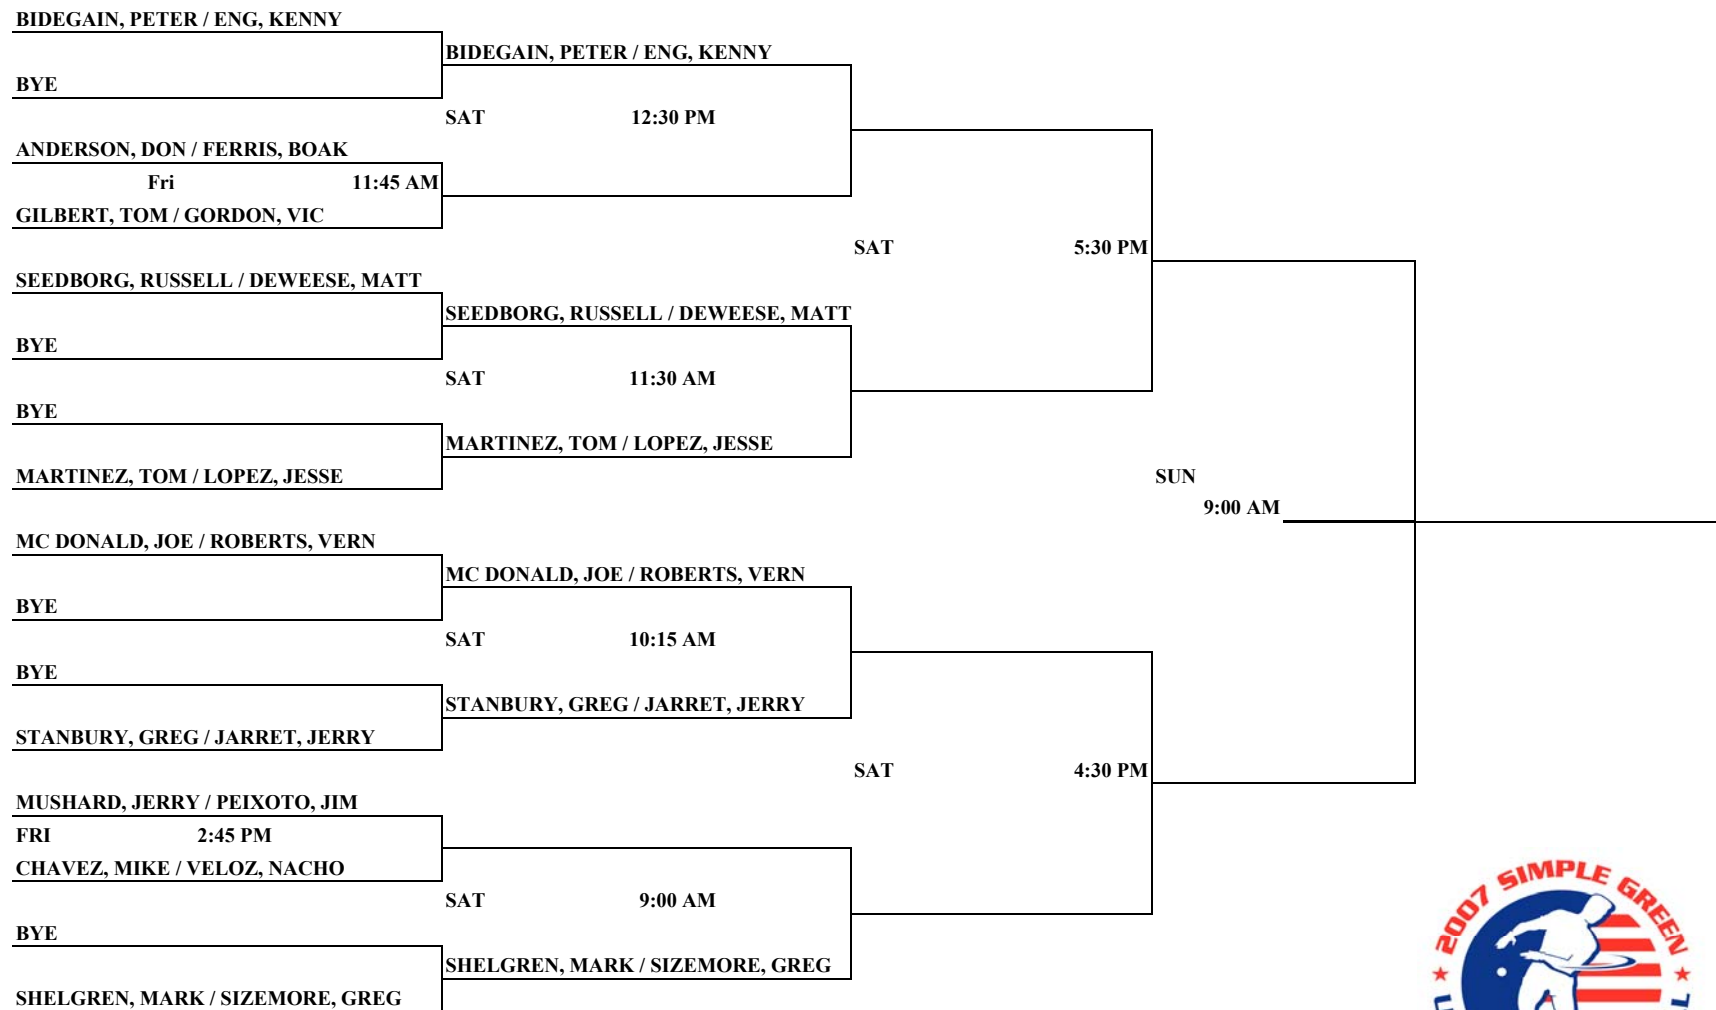 BIDEGAIN, PETER / ENG, KENNY
BIDEGAIN, PETER / ENG, KENNY
BYE
SAT 12:30 PM
ANDERSON, DON / FERRIS, BOAK
Fri 11:45 AM
GILBERT, TOM / GORDON, VIC
SAT 5:30 PM
SEEDBORG, RUSSELL / DEWEESE, MATT
SEEDBORG, RUSSELL / DEWEESE, MATT
BYE
SAT 11:30 AM
BYE
MARTINEZ, TOM / LOPEZ, JESSE
MARTINEZ, TOM / LOPEZ, JESSE
SUN
9:00 AM
MC DONALD, JOE / ROBERTS, VERN
MC DONALD, JOE / ROBERTS, VERN
BYE
SAT 10:15 AM
BYE
STANBURY, GREG / JARRET, JERRY
STANBURY, GREG / JARRET, JERRY
SAT 4:30 PM
MUSHARD, JERRY / PEIXOTO, JIM
FRI 2:45 PM
CHAVEZ, MIKE / VELOZ, NACHO
SAT 9:00 AM
BYE
SHELGREN, MARK / SIZEMORE, GREG
SHELGREN, MARK / SIZEMORE, GREG
2007 SIMPLE GREEN